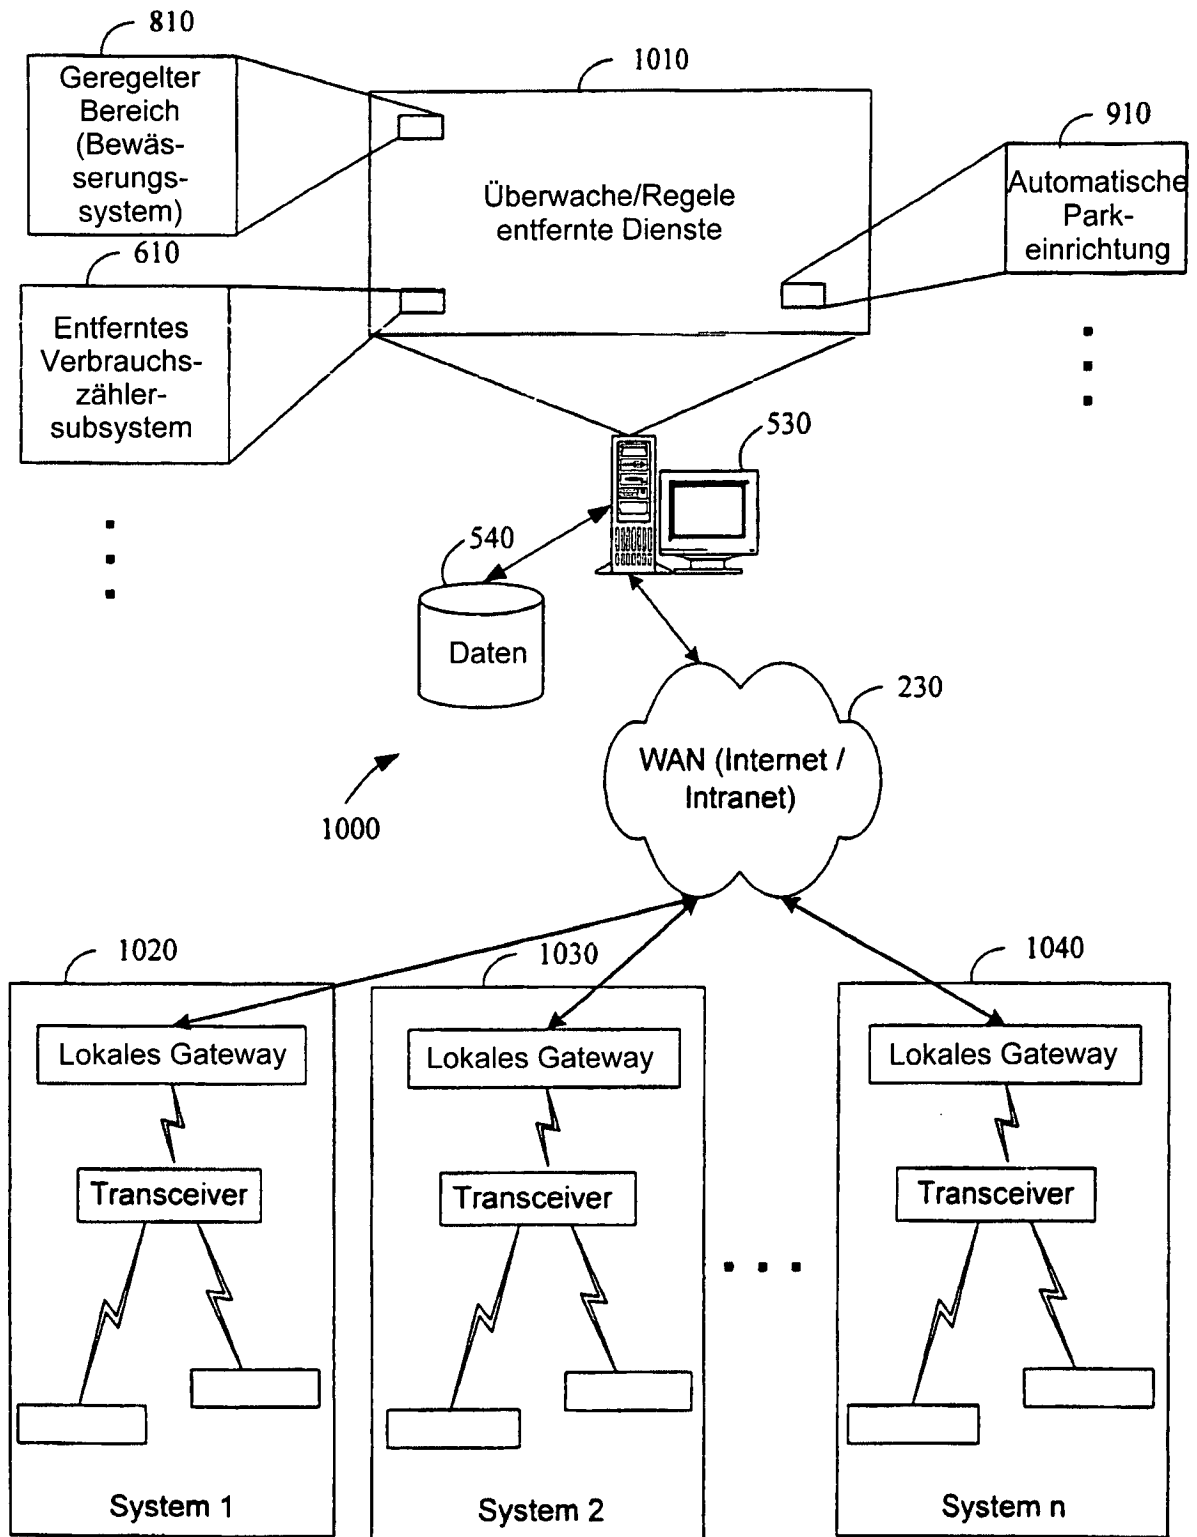 810
Geregelter
Bereich
(Bewäs-
serungs-
system)
1010
Überwache/Regele
entfernte Dienste
910
Automatische
Park-
einrichtung
610
Entferntes
Verbrauchs-
zähler-
subsystem
530
540
Daten
230
WAN (Internet /
Intranet)
1000
1020
Lokales Gateway
Transceiver
System 1
1030
Lokales Gateway
Transceiver
System 2
1040
Lokales Gateway
Transceiver
System n